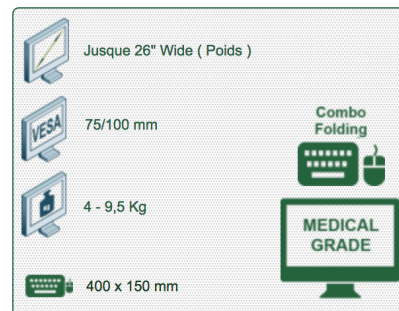 Jusque 26" Wide ( Poids )
VESA
75/100 mm
4 - 9,5 Kg
400 x 150 mm
Combo
Folding
MEDICAL
GRADE